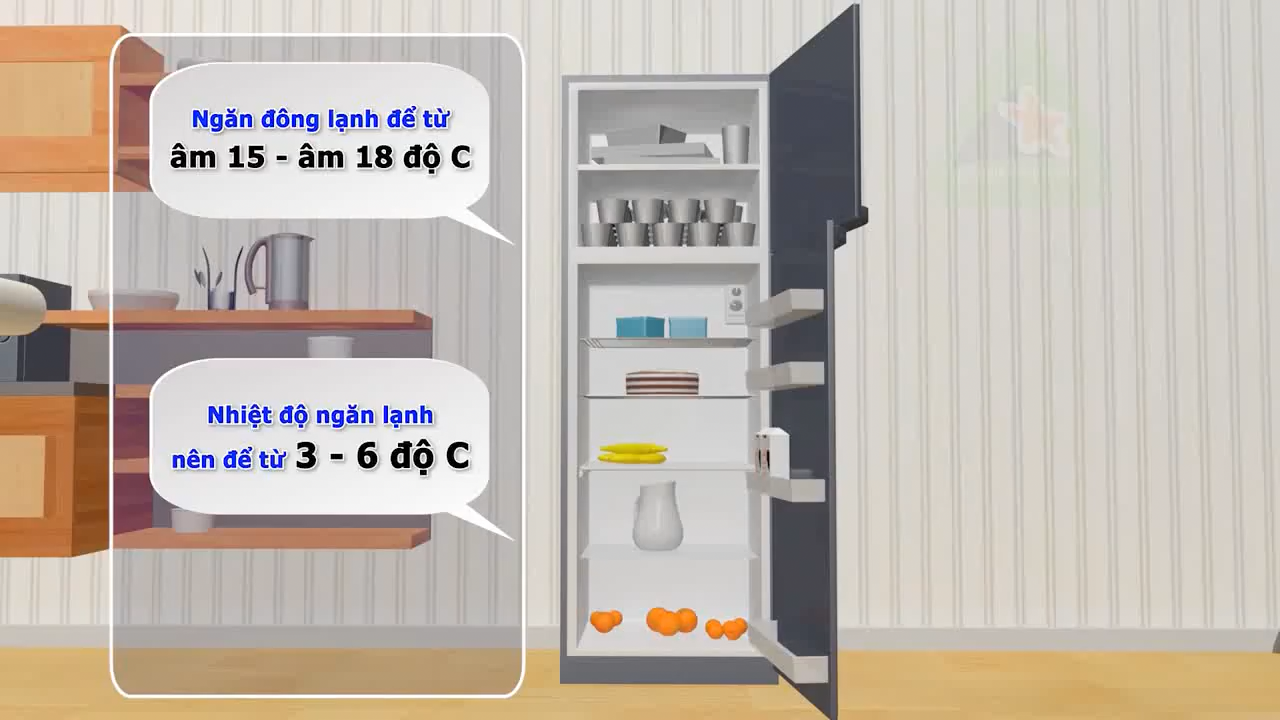 Ngăn đông lạnh để từ
âm 15 - âm 18 độ C
Nhiệt độ ngăn lạnh
nên để từ 3 - 6 độ C